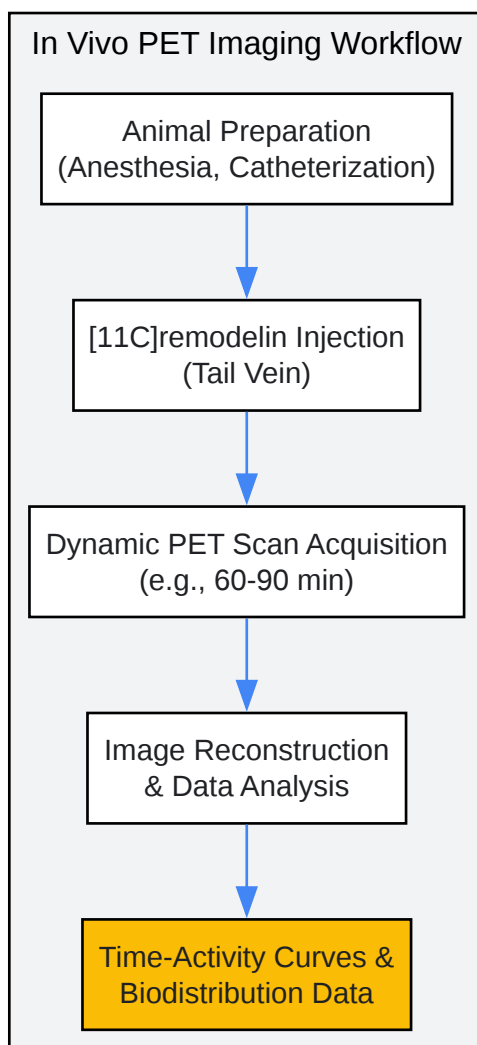 In Vivo PET Imaging Workflow
Animal Preparation
(Anesthesia, Catheterization)
[11C]remodelin Injection
(Tail Vein)
Dynamic PET Scan Acquisition
(e.g., 60-90 min)
Image Reconstruction
& Data Analysis
Time-Activity Curves &
Biodistribution Data